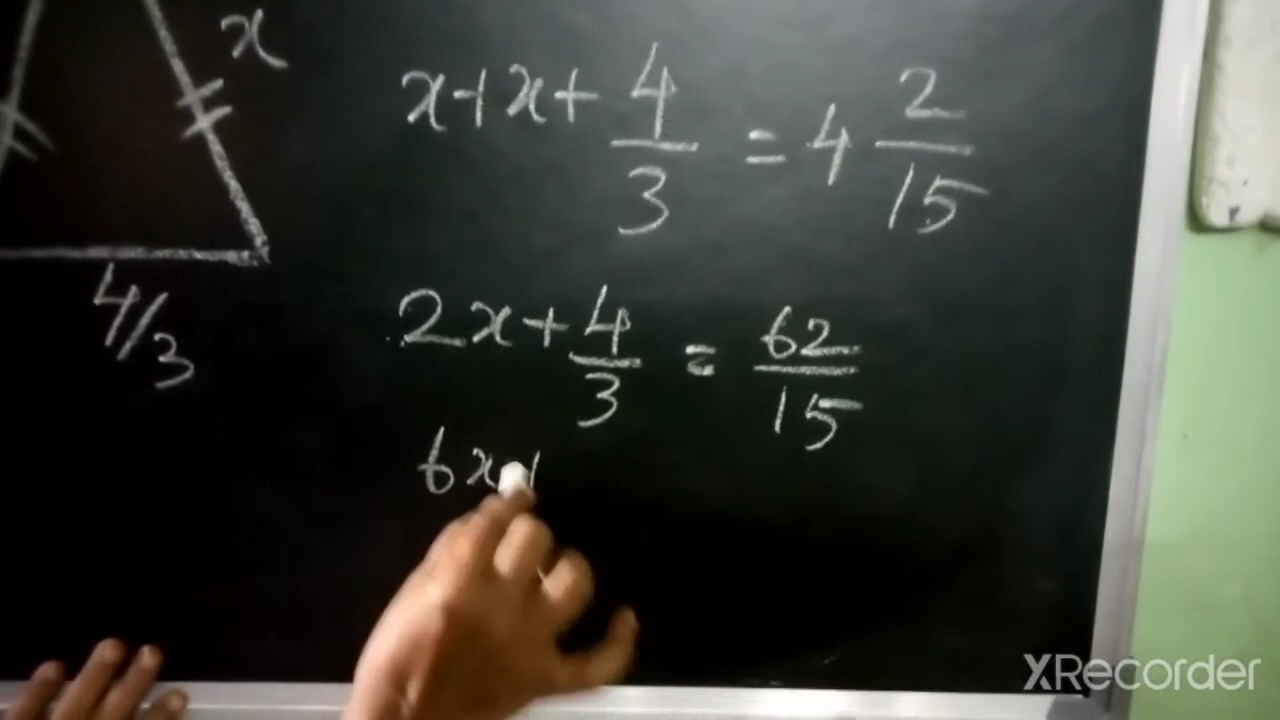 x
x+x+ 4/3 = 4 2/15
4/3
2x+ 4/3 = 62/15
6x+
XRecorder